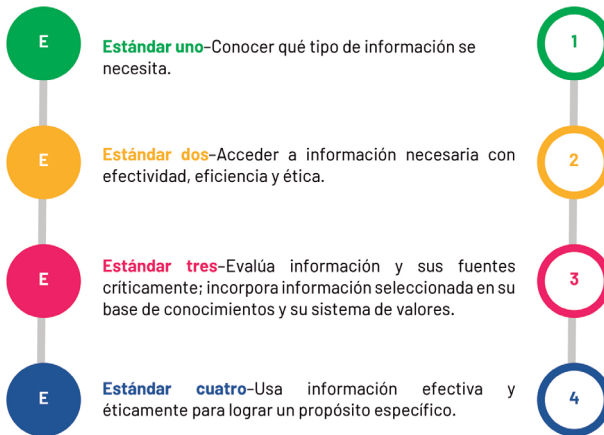 E
Estándar uno–Conocer qué tipo de información se
necesita.
1
E
Estándar dos–Acceder a información necesaria con
efectividad, eficiencia y ética.
2
E
Estándar tres–Evalúa información y sus fuentes
críticamente; incorpora información seleccionada en su
base de conocimientos y su sistema de valores.
3
E
Estándar cuatro–Usa información efectiva y
éticamente para lograr un propósito específico.
4